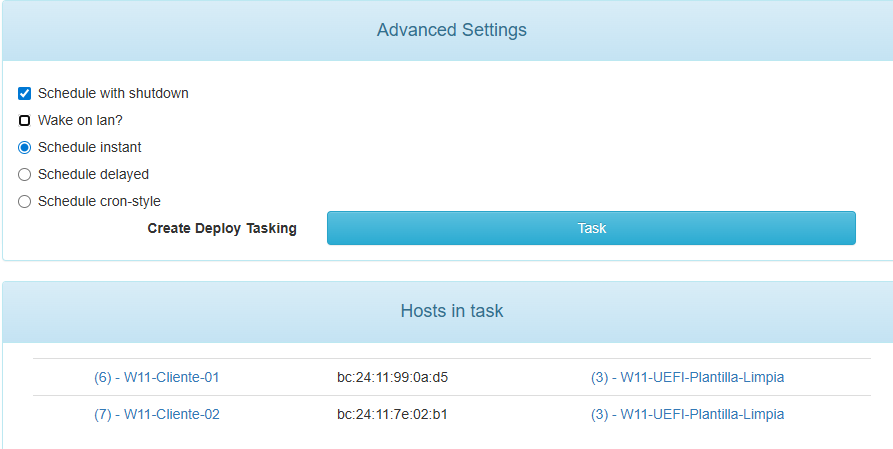 Advanced Settings
Schedule with shutdown
Wake on lan?
Schedule instant
Schedule delayed
Schedule cron-style
Create Deploy Tasking Task
Hosts in task
(6) - W11-Cliente-01 bc:24:11:99:0a:d5 (3) - W11-UEFI-Plantilla-Limpia
(7) - W11-Cliente-02 bc:24:11:7e:02:b1 (3) - W11-UEFI-Plantilla-Limpia